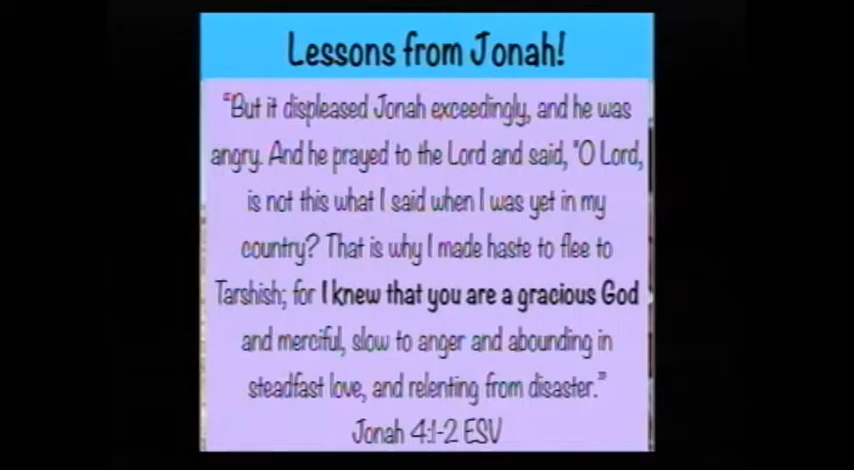 Lessons from Jonah!
"But it displeased Jonah exceedingly, and he was
angry. And he prayed to the Lord and said, "O Lord,
is not this what I said when I was yet in my
country? That is why I made haste to flee to
Tarshish; for I knew that you are a gracious God
and merciful, slow to anger and abounding in
steadfast love, and relenting from disaster."
Jonah 4:1-2 ESV